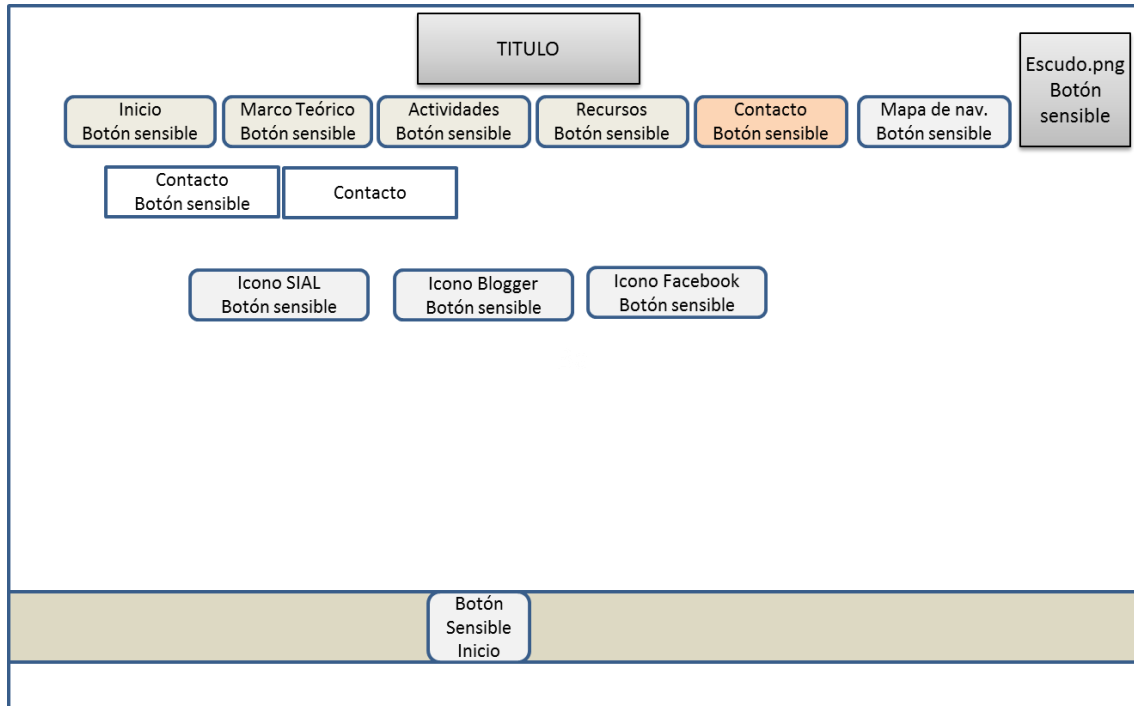 TITULO
Escudo.png
Botón
sensible
Inicio
Botón sensible
Marco Teórico
Botón sensible
Actividades
Botón sensible
Recursos
Botón sensible
Contacto
Botón sensible
Mapa de nav.
Botón sensible
Contacto
Botón sensible
Contacto
Icono SIAL
Botón sensible
Icono Blogger
Botón sensible
Icono Facebook
Botón sensible
Botón
Sensible
Inicio